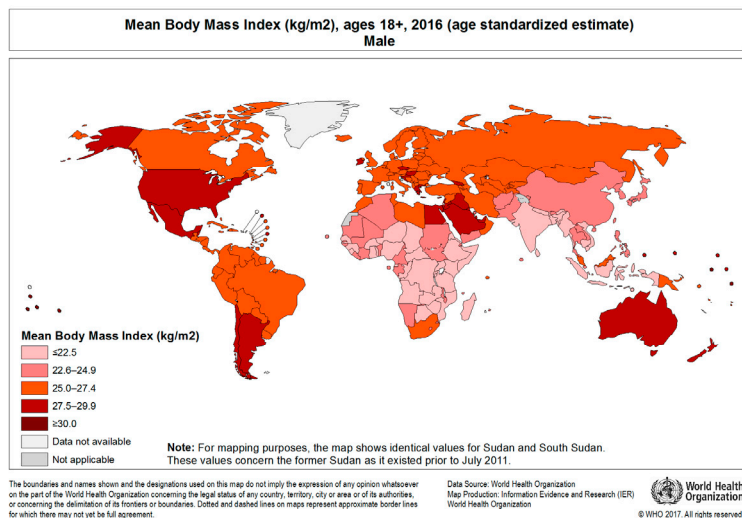 Mean Body Mass Index (kg/m2), ages 18+, 2016 (age standardized estimate)
Male
Mean Body Mass Index (kg/m2)
≤22.5
22.6–24.9
25.0–27.4
27.5–29.9
≥30.0
Data not available
Not applicable
Note: For mapping purposes, the map shows identical values for Sudan and South Sudan.
These values concern the former Sudan as it existed prior to July 2011.
The boundaries and names shown and the designations used on this map do not imply the expression of any opinion whatsoever
on the part of the World Health Organization concerning the legal status of any country, territory, city or area or of its authorities,
or concerning the delimitation of its frontiers or boundaries. Dotted and dashed lines on maps represent approximate border lines
for which there may not yet be full agreement.
Data Source: World Health Organization
Map Production: Information Evidence and Research (IER)
World Health Organization
World Health
Organization
© WHO 2017. All rights reserved